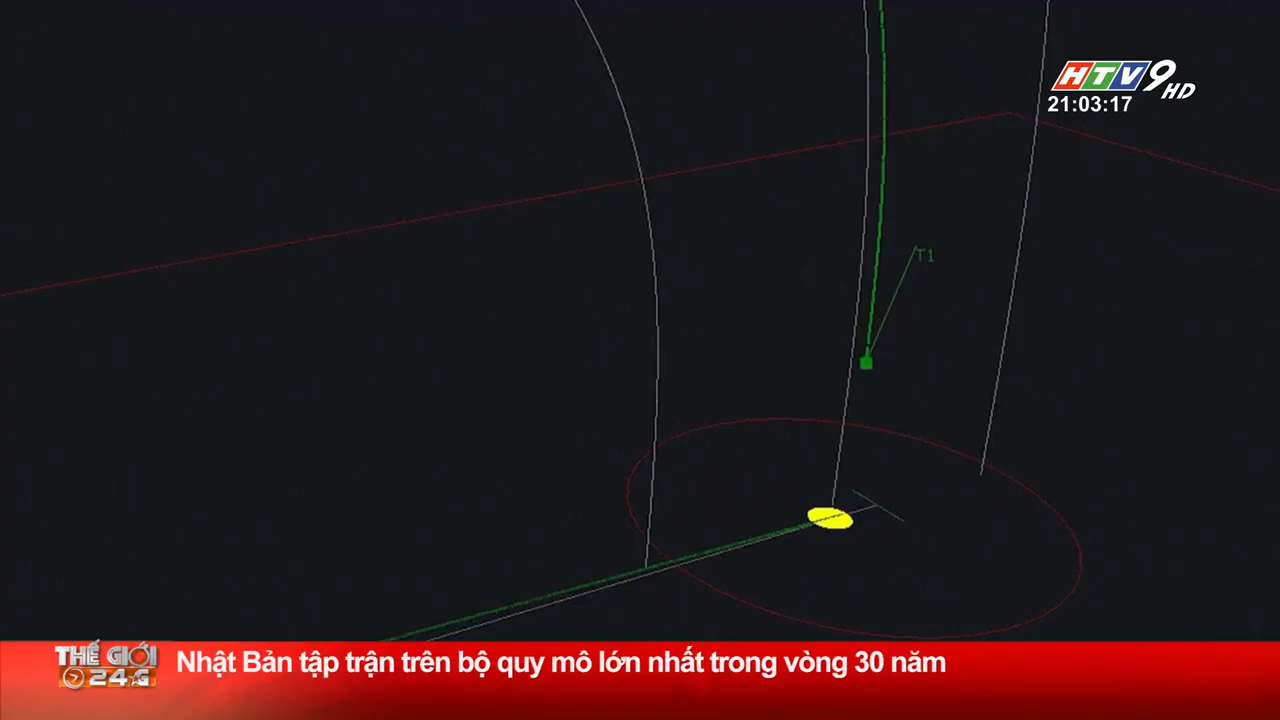 HTV9 HD
21:03:17
T1
THẾ GIỚI
24G
Nhật Bản tập trận trên bộ quy mô lớn nhất trong vòng 30 năm